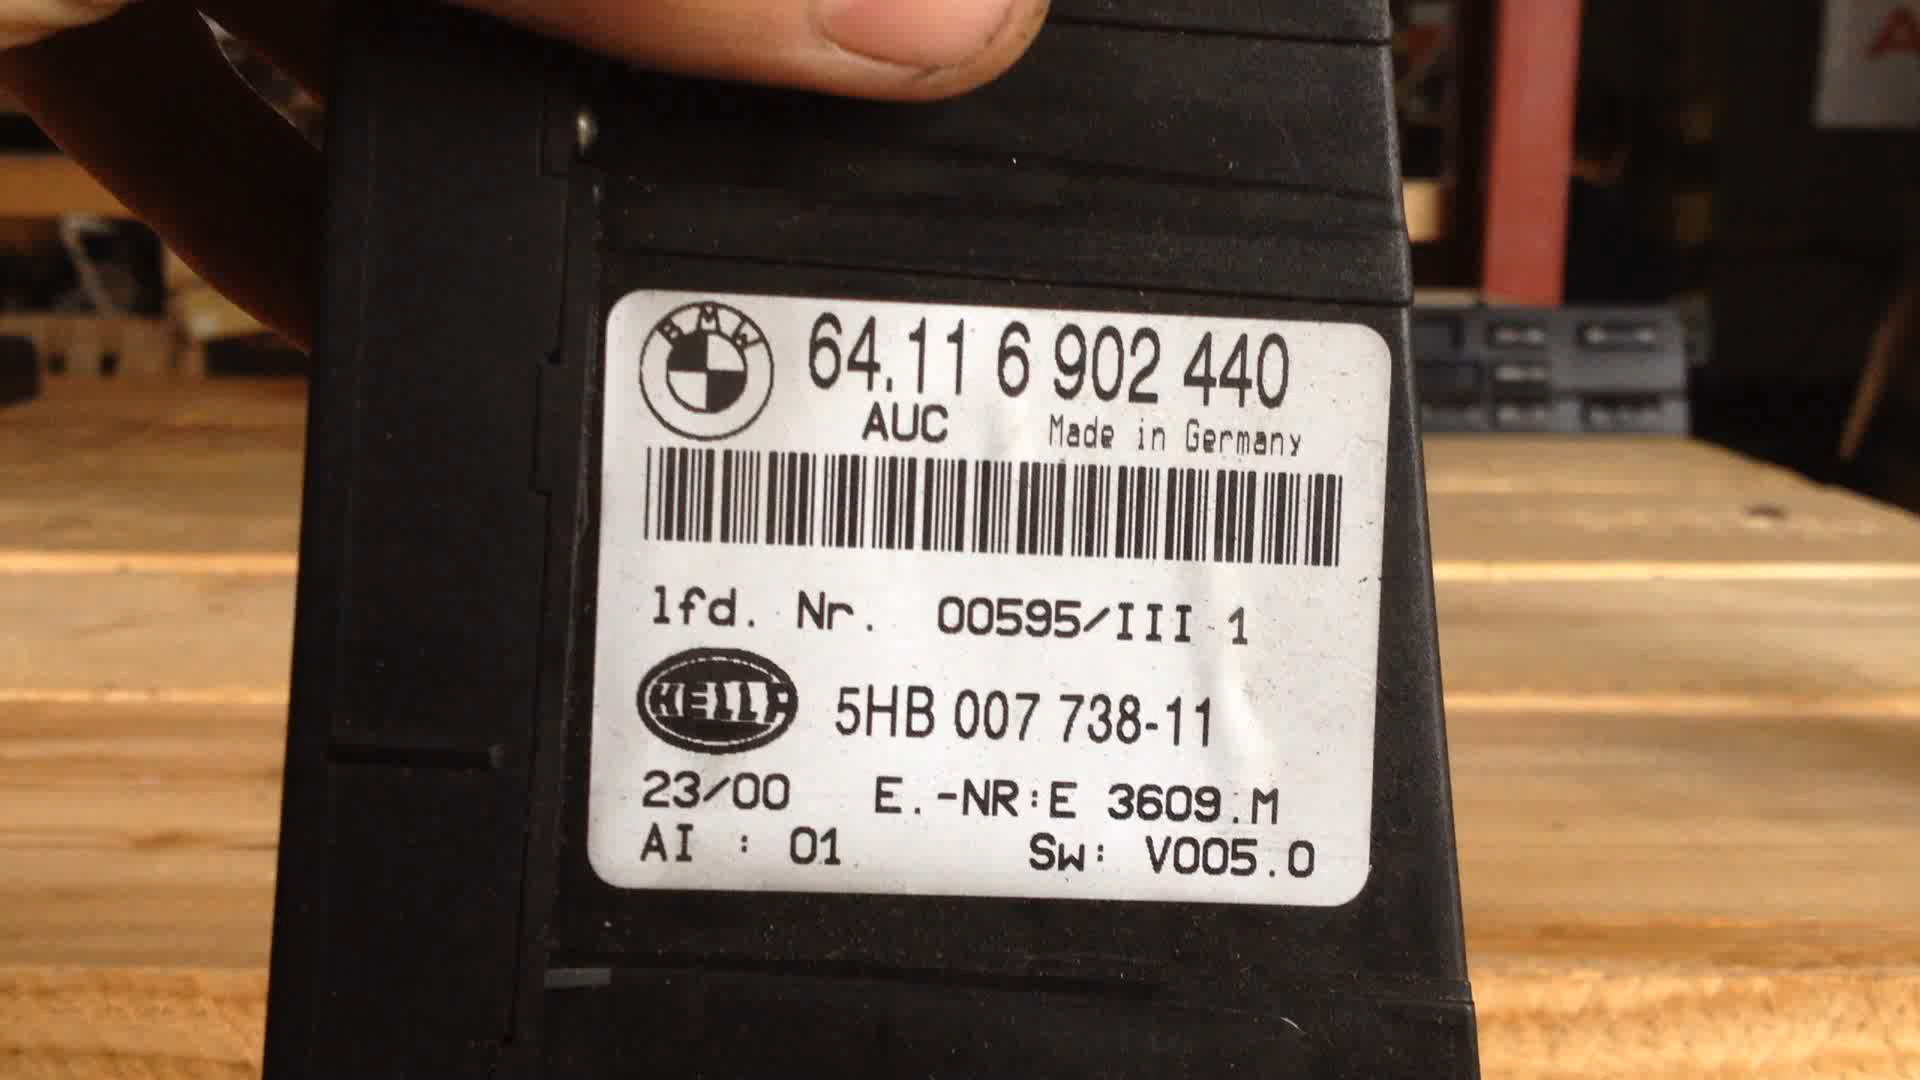 BMW
64.11 6 902 440
AUC Made in Germany
lfd. Nr. 00595/III 1
HELLA
5HB 007 738-11
23/00 E.-NR:E 3609.M
AI : 01 Sw: V005.0
A